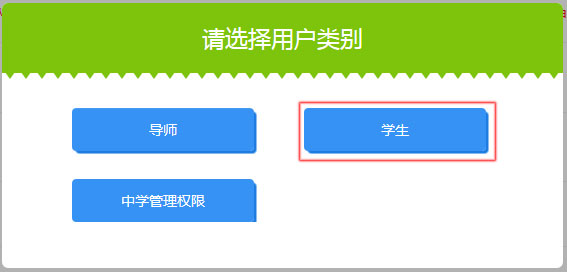 请选择用户类别
导师
学生
中学管理权限